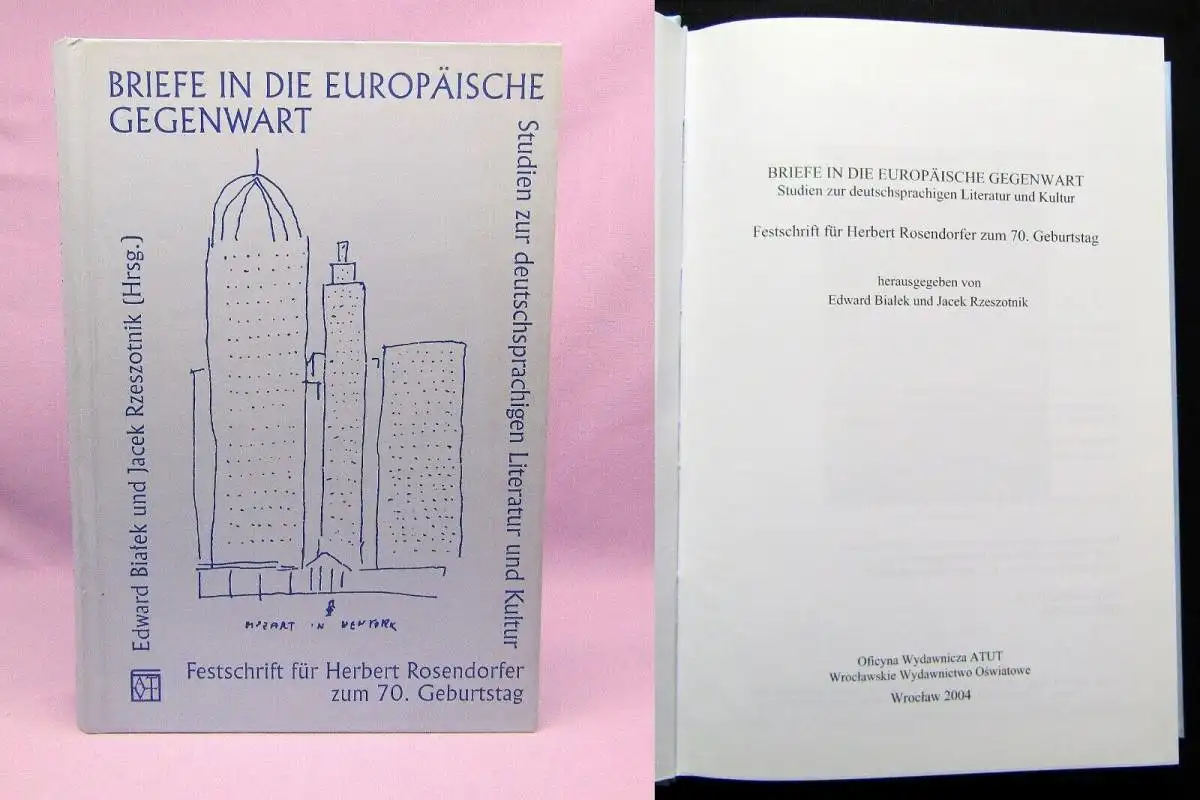 BRIEFE IN DIE EUROPÄISCHE
GEGENWART
Studien zur deutschsprachigen Literatur und Kultur
Edward Białek und Jacek Rzeszotnik (Hrsg.)
MOZART IN NEW YORK
Festschrift für Herbert Rosendorfer
zum 70. Geburtstag
BRIEFE IN DIE EUROPÄISCHE GEGENWART
Studien zur deutschsprachigen Literatur und Kultur
Festschrift für Herbert Rosendorfer zum 70. Geburtstag
herausgegeben von
Edward Białek und Jacek Rzeszotnik
Oficyna Wydawnicza ATUT
Wrocławskie Wydawnictwo Oświatowe
Wrocław 2004